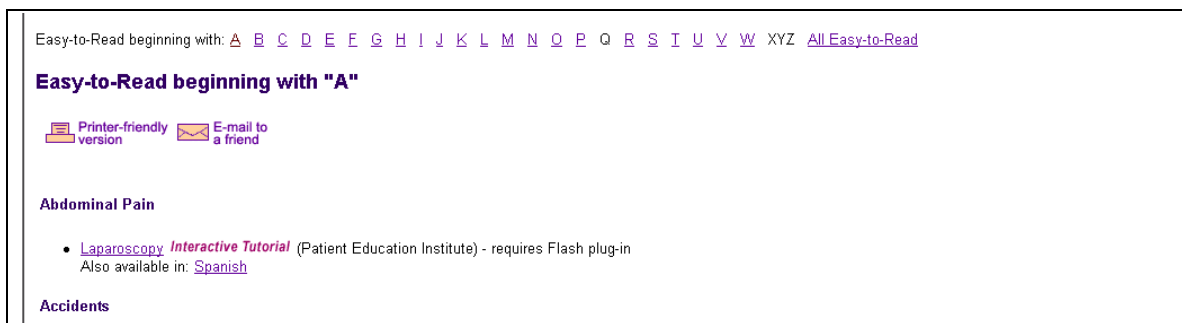 Easy-to-Read beginning with: A B C D E F G H I J K L M N O P Q R S T U V W XYZ All Easy-to-Read
Easy-to-Read beginning with "A"
Printer-friendly version
E-mail to a friend
Abdominal Pain
• Laparoscopy Interactive Tutorial (Patient Education Institute) - requires Flash plug-in
Also available in: Spanish
Accidents